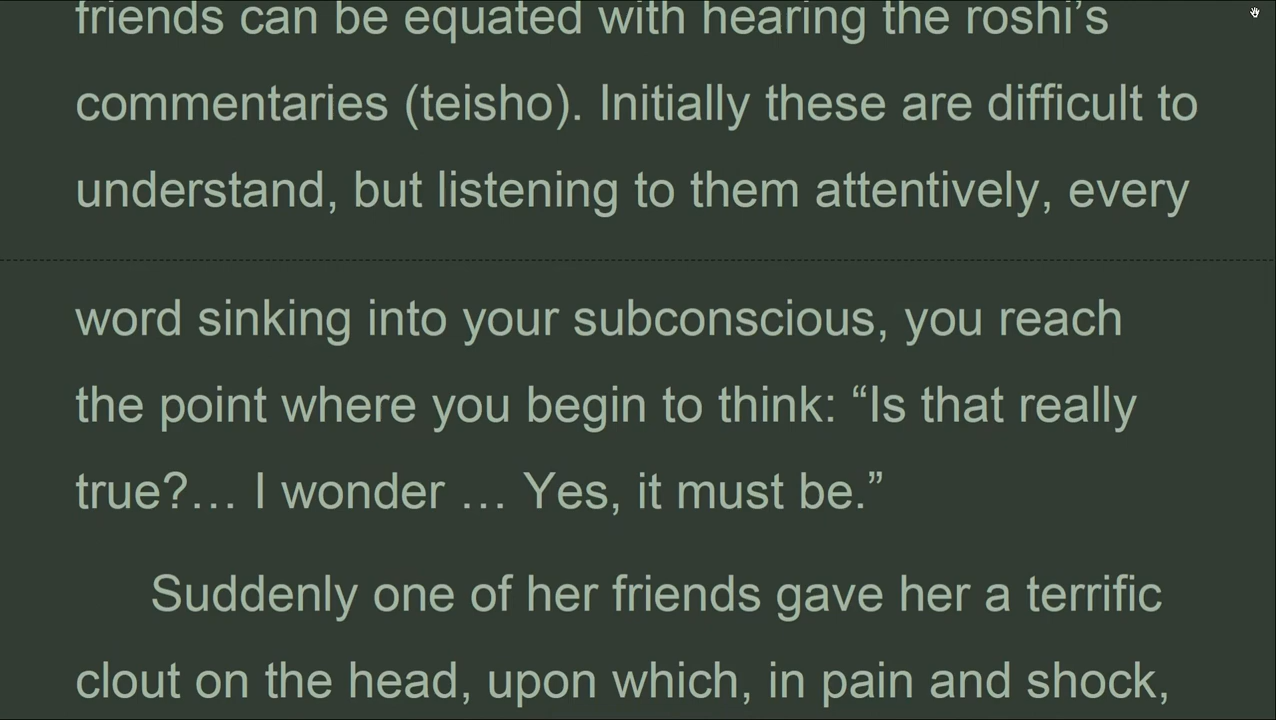 friends can be equated with hearing the roshi’s
commentaries (teisho). Initially these are difficult to
understand, but listening to them attentively, every
word sinking into your subconscious, you reach
the point where you begin to think: “Is that really
true?… I wonder … Yes, it must be.”
Suddenly one of her friends gave her a terrific
clout on the head, upon which, in pain and shock,